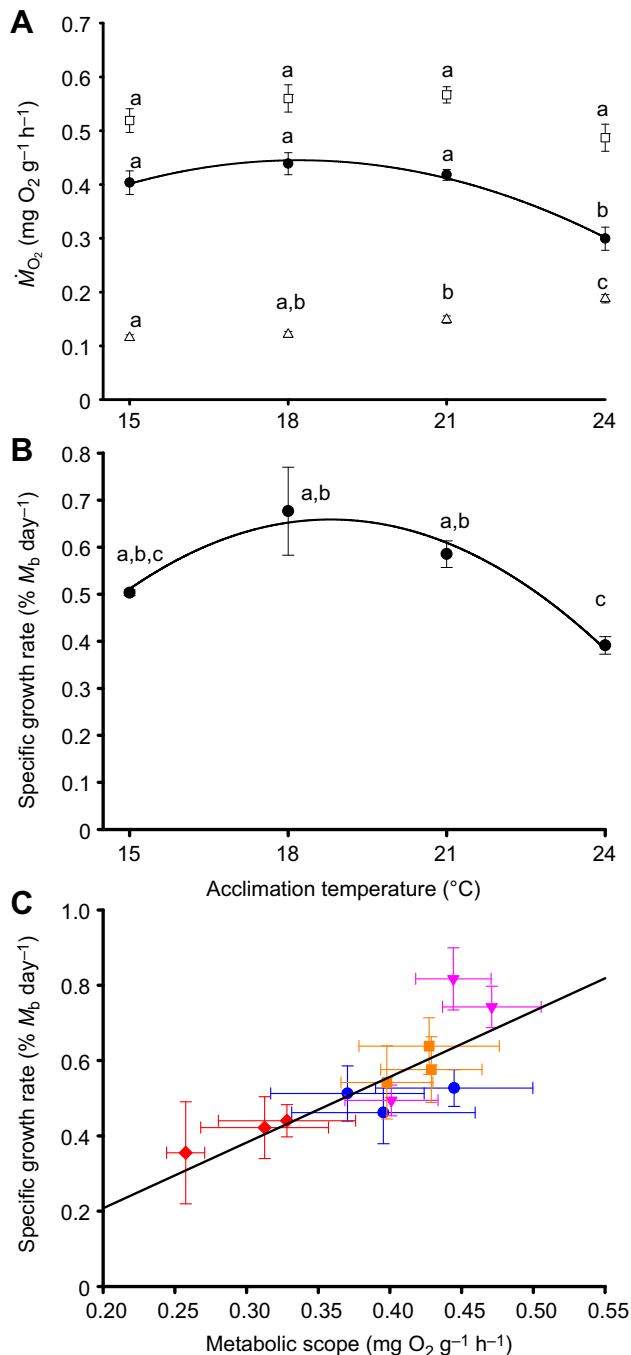 A
0.7
0.6
0.5
0.4
0.3
0.2
0.1
0
ṀO2 (mg O2 g–1 h–1)
a a a a
a a a b
a a,b b c
15 18 21 24
B
0.8
0.7
0.6
0.5
0.4
0.3
0.2
0.1
0
Specific growth rate (% Mb day–1)
a,b,c a,b a,b c
15 18 21 24
Acclimation temperature (°C)
C
1.0
0.8
0.6
0.4
0.2
0
Specific growth rate (% Mb day–1)
0.20 0.25 0.30 0.35 0.40 0.45 0.50 0.55
Metabolic scope (mg O2 g–1 h–1)